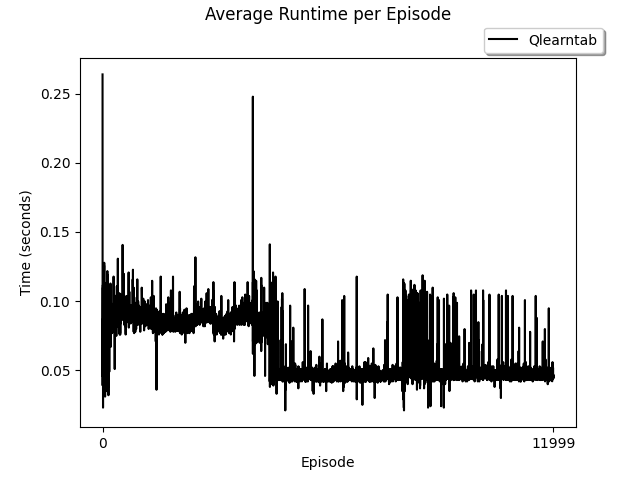 Average Runtime per Episode
Qlearntab
0.25
0.20
0.15
0.10
0.05
Time (seconds)
0 11999
Episode